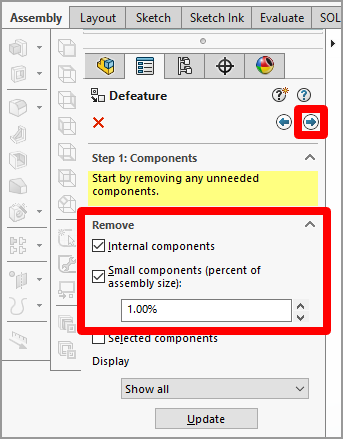 Assembly Layout Sketch Sketch Ink Evaluate SOL
Defeature
Step 1: Components
Start by removing any unneeded
components.
Remove
Internal components
Small components (percent of
assembly size):
1.00%
Selected components
Display
Show all
Update